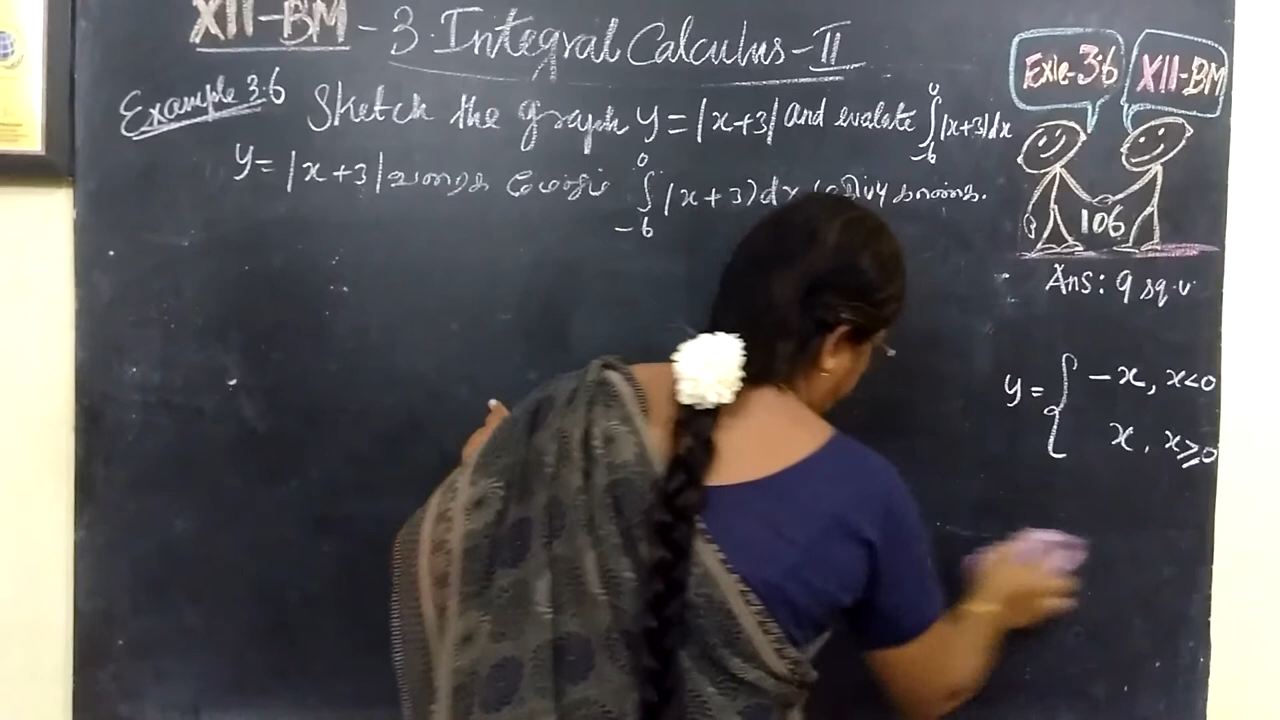 XII-BM - 3. Integral Calculus - II
Example 3.6 Sketch the graph y = |x+3| and evalate ∫₋₆⁰ |x+3| dx
y = |x+3| வரைக மேலும் ∫₋₆⁰ |x+3) dx காண்க.
Exle-3.6
XII-BM
106
Ans: 9 sq.u
y = { -x, x<0
x, x≥0